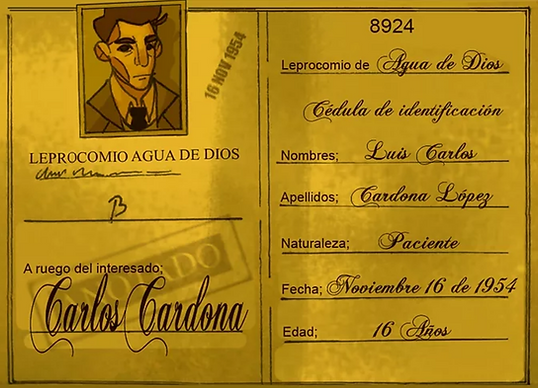 16 NOV 1954
LEPROCOMIO AGUA DE DIOS
B
A ruego del interesado;
Carlos Cardona
8924
Leprocomio de Agua de Dios
Cédula de identificación
Nombres; Luis Carlos
Apellidos; Cardona López
Naturaleza; Paciente
Fecha; Noviembre 16 de 1954
Edad; 16 Años